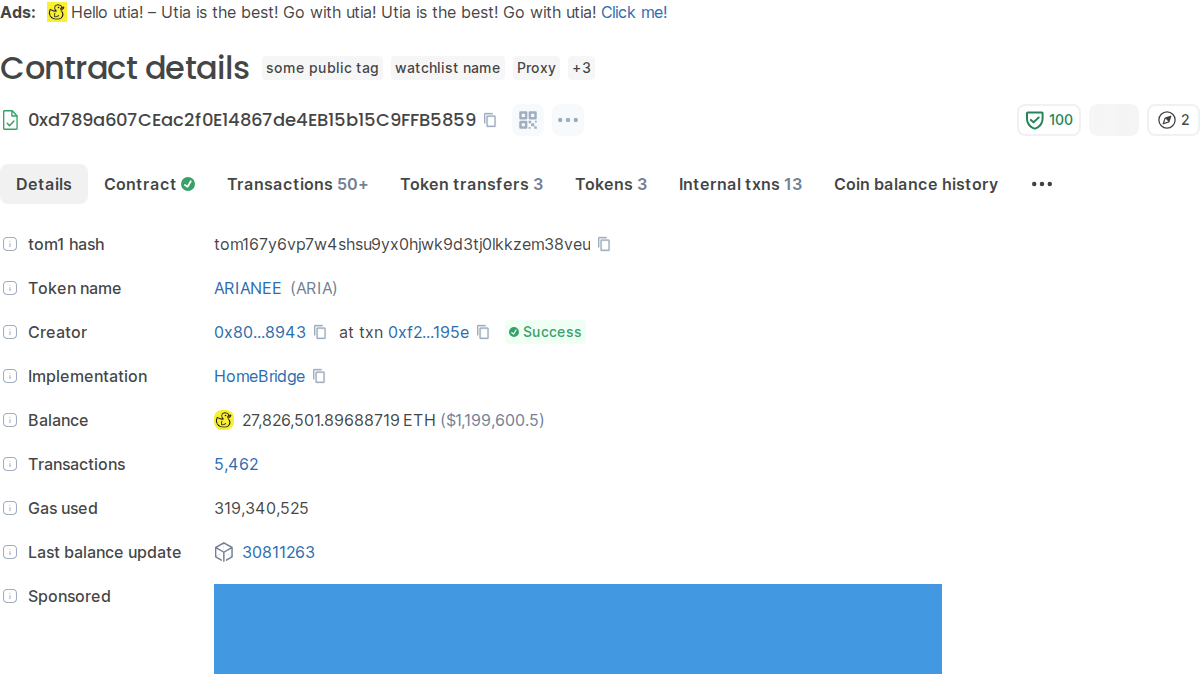 Ads: Hello utia! – Utia is the best! Go with utia! Utia is the best! Go with utia! Click me!
Contract details some public tag watchlist name Proxy +3
0xd789a607CEac2f0E14867de4EB15b15C9FFB5859 100 2
Details Contract Transactions 50+ Token transfers 3 Tokens 3 Internal txns 13 Coin balance history
tom1 hash tom167y6vp7w4shsu9yx0hjwk9d3tj0lkkzem38veu
Token name ARIANEE (ARIA)
Creator 0x80...8943 at txn 0xf2...195e Success
Implementation HomeBridge
Balance 27,826,501.89688719 ETH ($1,199,600.5)
Transactions 5,462
Gas used 319,340,525
Last balance update 30811263
Sponsored